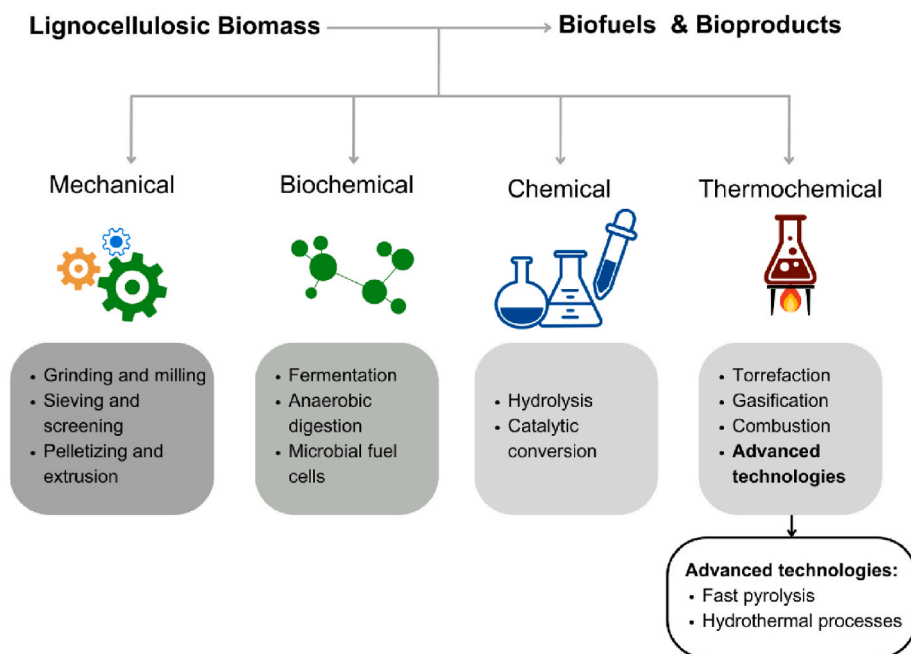 Lignocellulosic Biomass
Biofuels & Bioproducts
Mechanical
Biochemical
Chemical
Thermochemical
• Grinding and milling
• Sieving and
screening
• Pelletizing and
extrusion
• Fermentation
• Anaerobic
digestion
• Microbial fuel
cells
• Hydrolysis
• Catalytic
conversion
• Torrefaction
• Gasification
• Combustion
• Advanced
technologies
Advanced technologies:
• Fast pyrolysis
• Hydrothermal processes